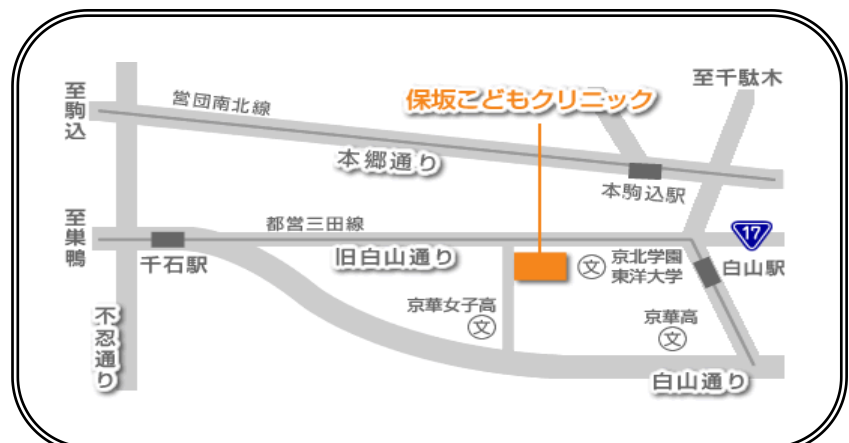 至駒込
営団南北線
保坂こどもクリニック
至千駄木
本郷通り
本駒込駅
至巣鴨
都営三田線
17
千石駅
旧白山通り
京北学園
東洋大学
文
白山駅
京華女子高
文
京華高
文
不忍通り
白山通り